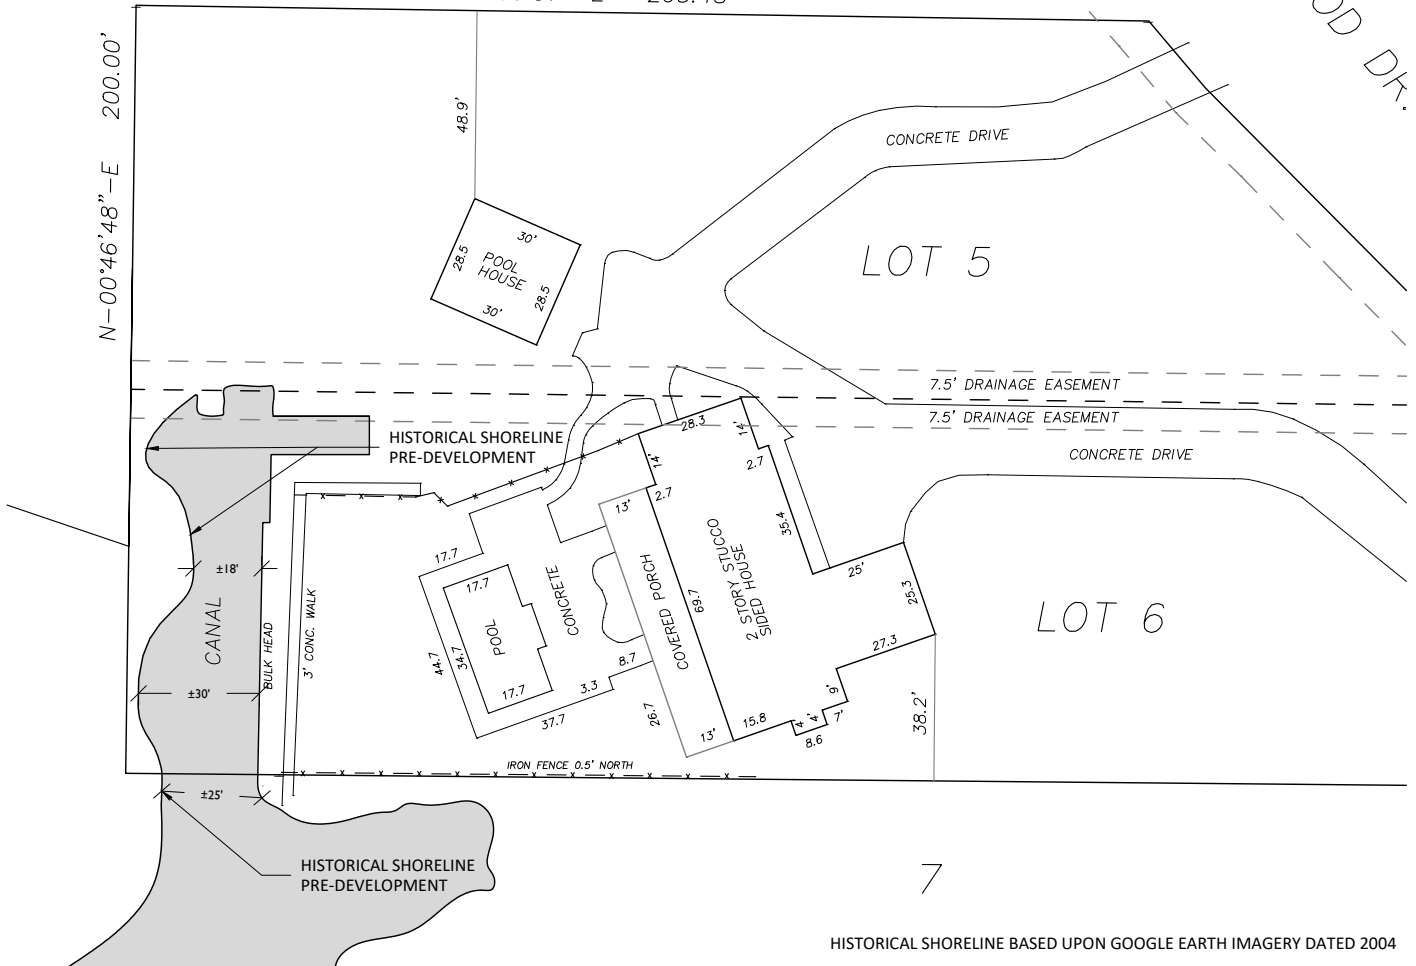 N-00°46'48"-E 200.00'
48.9'
OD DR.
CONCRETE DRIVE
LOT 5
30'
28.5
POOL
HOUSE
28.5
30'
7.5' DRAINAGE EASEMENT
7.5' DRAINAGE EASEMENT
CONCRETE DRIVE
HISTORICAL SHORELINE
PRE-DEVELOPMENT
28.3
14'
2.7
14'
2.7
13'
35.4
25'
25.3
27.3
LOT 6
17.7
17.7
44.7
34.7
POOL
CONCRETE
17.7
37.7
3.3
8.7
COVERED PORCH
69.7
2 STORY STUCCO
SIDED HOUSE
26.7
13'
15.8
4'
4'
8.6
7'
9'
38.2'
±18'
CANAL
BULK HEAD
3' CONC. WALK
±30'
±25'
IRON FENCE 0.5' NORTH
HISTORICAL SHORELINE
PRE-DEVELOPMENT
7
HISTORICAL SHORELINE BASED UPON GOOGLE EARTH IMAGERY DATED 2004